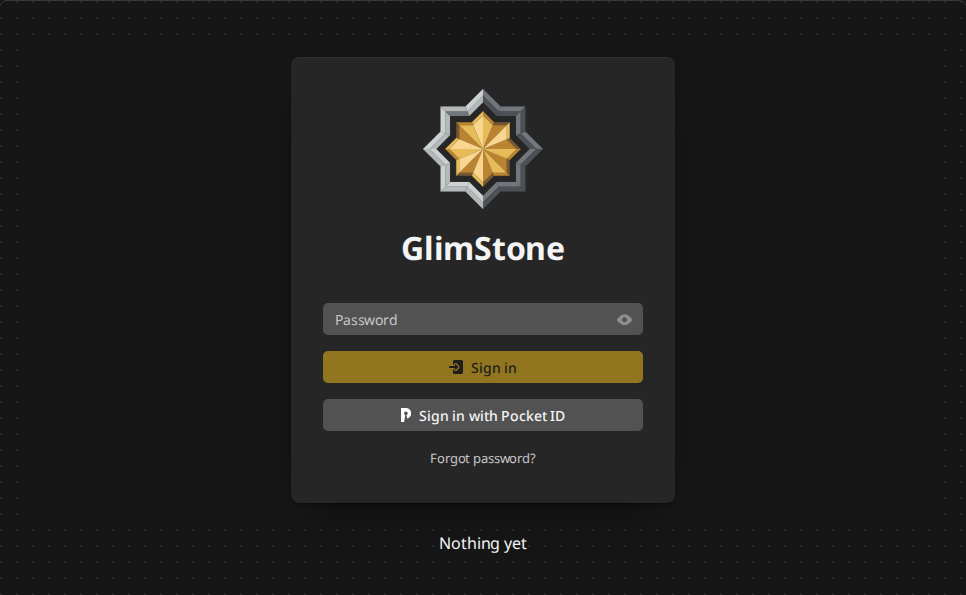 GlimStone
Password
Sign in
Sign in with Pocket ID
Forgot password?
Nothing yet